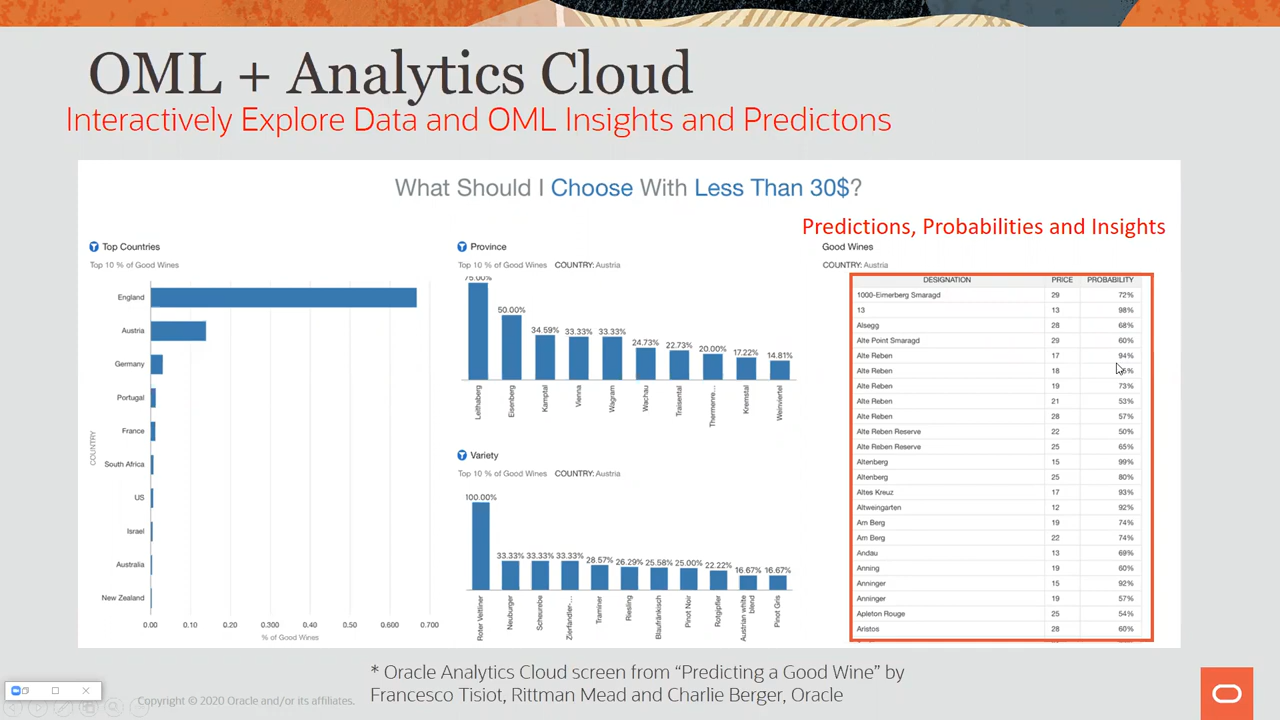 OML + Analytics Cloud
Interactively Explore Data and OML Insights and Predictons
What Should I Choose With Less Than 30$?
Predictions, Probabilities and Insights
Top Countries
Top 10 % of Good Wines
England
Austria
Germany
Portugal
France
South Africa
US
Israel
Australia
New Zealand
COUNTRY
0.00 0.10 0.20 0.30 0.40 0.50 0.600 0.700
% of Good Wines
Province
Top 10 % of Good Wines COUNTRY: Austria
75.00% 50.00% 34.59% 33.33% 33.33% 24.73% 22.73% 20.00% 17.22% 14.81%
Leithaberg Eisenberg Kamptal Vienna Wagram Wachau Traisental Thermenre... Kremstal Weinviertel
Variety
Top 10 % of Good Wines COUNTRY: Austria
100.00% 33.33% 33.33% 33.33% 28.57% 26.29% 25.58% 25.00% 22.22% 16.67% 16.67%
Roter Veltliner Neuburger Scheurebe Zierfandler-... Traminer Riesling Blaufränkisch Pinot Noir Rotgipfler Austrian white blend Pinot Gris
Good Wines
COUNTRY: Austria
DESIGNATION PRICE PROBABILITY
1000-Eimerberg Smaragd 29 72%
13 13 98%
Alsegg 28 68%
Alte Point Smaragd 29 60%
Alte Reben 17 94%
Alte Reben 18
Alte Reben 19 73%
Alte Reben 21 53%
Alte Reben 28 57%
Alte Reben Reserve 22 50%
Alte Reben Reserve 25 65%
Altenberg 15 99%
Altenberg 25 80%
Altes Kreuz 17 93%
Altweingarten 12 92%
Am Berg 19 74%
Am Berg 22 74%
Andau 13 69%
Anning 19 60%
Anninger 15 92%
Anninger 19 57%
Apleton Rouge 25 54%
Aristos 28 60%
* Oracle Analytics Cloud screen from “Predicting a Good Wine” by
Francesco Tisiot, Rittman Mead and Charlie Berger, Oracle
Copyright © 2020 Oracle and/or its affiliates.